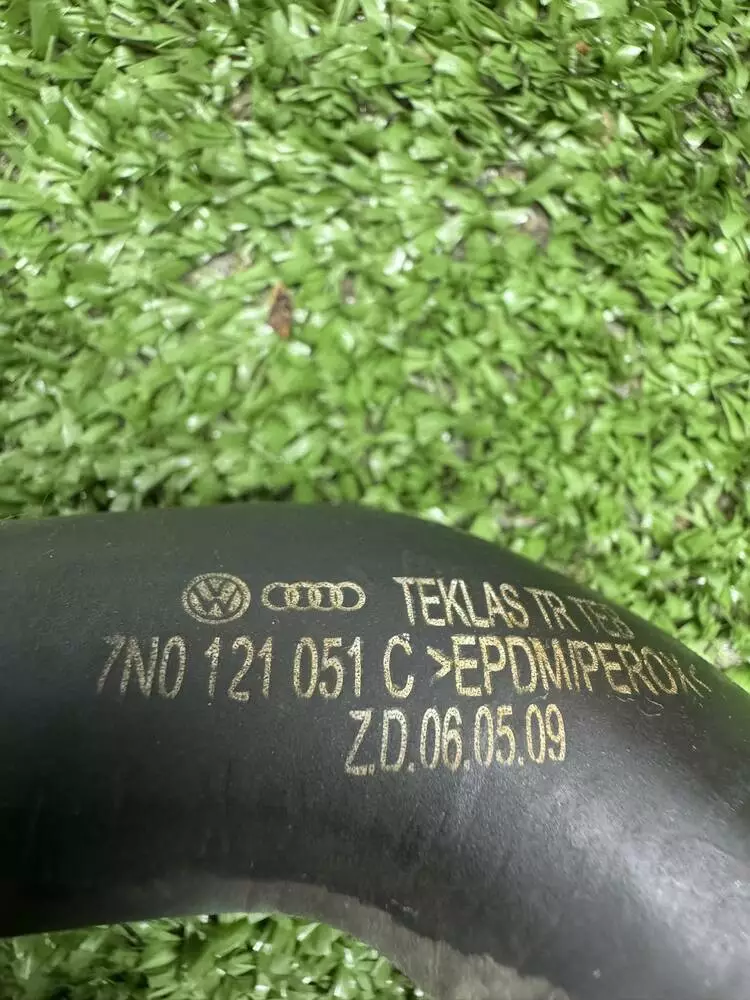 TEKLAS TR TEB
7N0 121 051 C >EPDM/PEROX<
Z.D.06.05.09